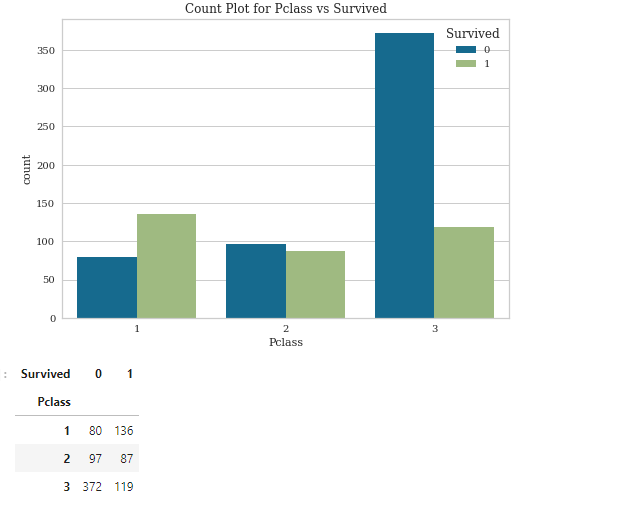 Count Plot for Pclass vs Survived
Survived
0
1
350
300
250
200
150
100
50
0
count
1 2 3
Pclass
: Survived 0 1
Pclass
1 80 136
2 97 87
3 372 119